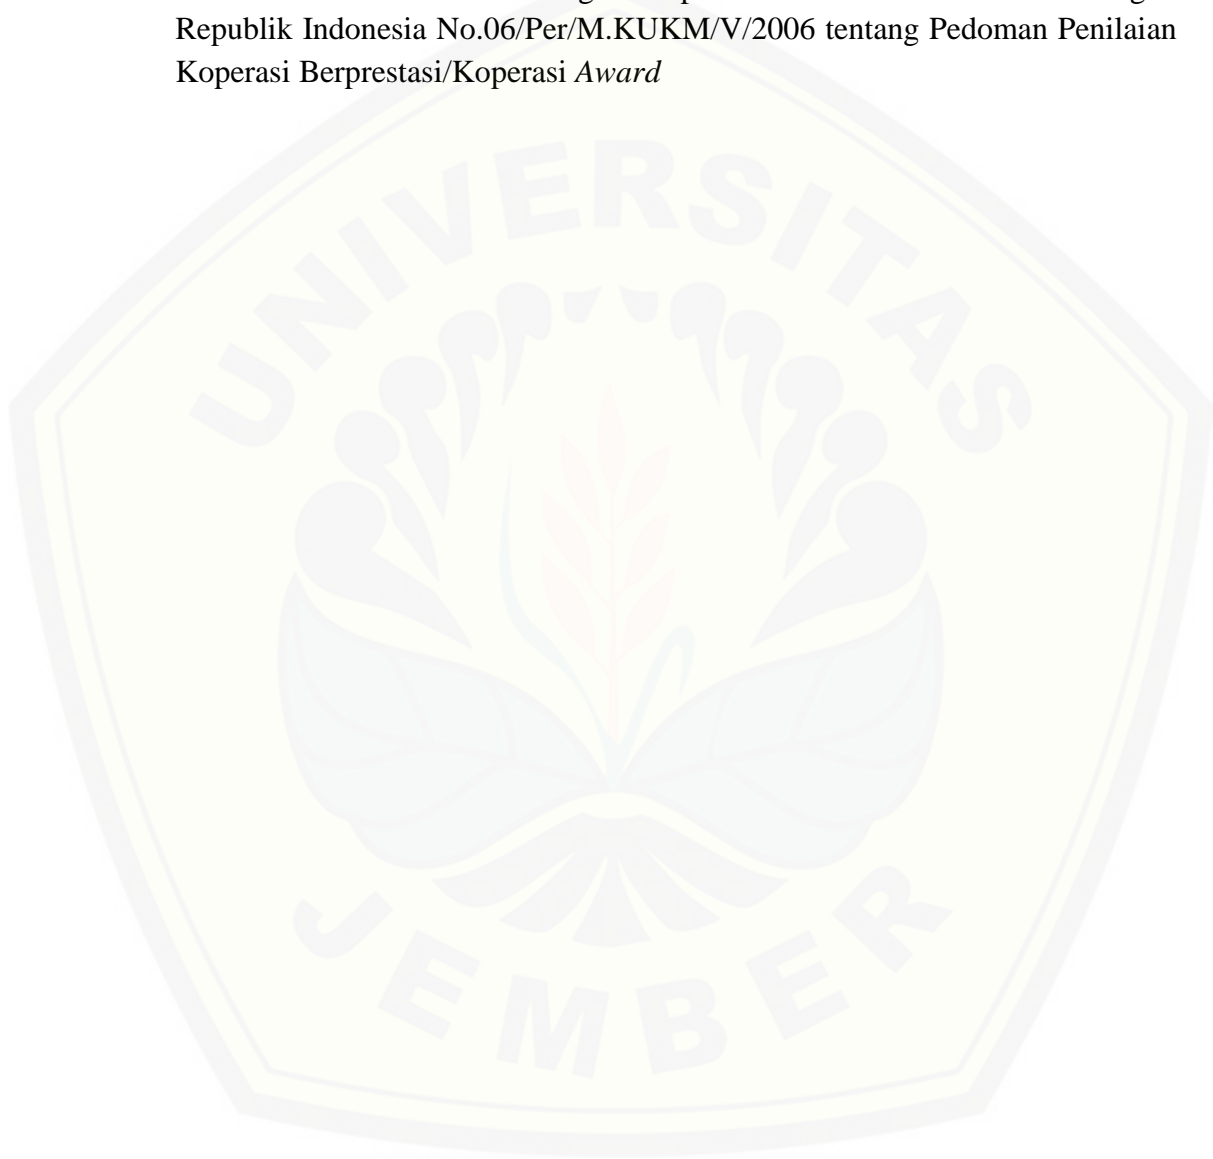 Republik Indonesia No.06/Per/M.KUKM/V/2006 tentang Pedoman Penilaian
Koperasi Berprestasi/Koperasi Award
UNIVERSITAS
JEMBER